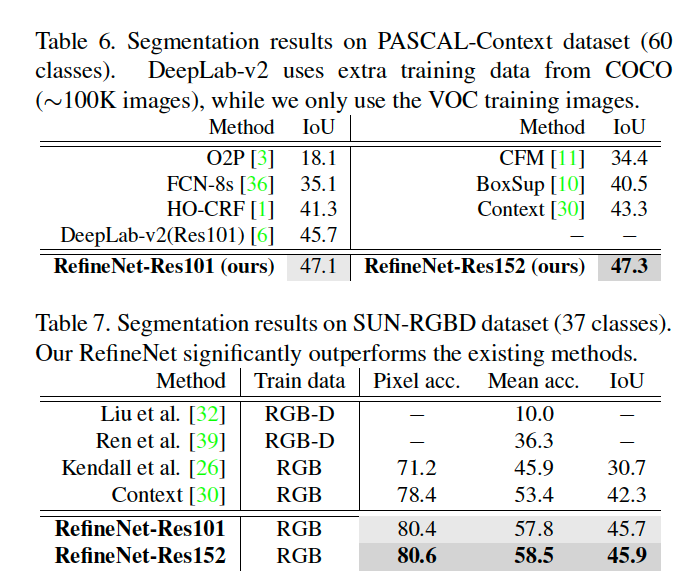 Table 6. Segmentation results on PASCAL-Context dataset (60
classes). DeepLab-v2 uses extra training data from COCO
(∼100K images), while we only use the VOC training images.
Method IoU Method IoU
O2P [3] 18.1 CFM [11] 34.4
FCN-8s [36] 35.1 BoxSup [10] 40.5
HO-CRF [1] 41.3 Context [30] 43.3
DeepLab-v2(Res101) [6] 45.7 – –
RefineNet-Res101 (ours) 47.1 RefineNet-Res152 (ours) 47.3
Table 7. Segmentation results on SUN-RGBD dataset (37 classes).
Our RefineNet significantly outperforms the existing methods.
Method Train data Pixel acc. Mean acc. IoU
Liu et al. [32] RGB-D – 10.0 –
Ren et al. [39] RGB-D – 36.3 –
Kendall et al. [26] RGB 71.2 45.9 30.7
Context [30] RGB 78.4 53.4 42.3
RefineNet-Res101 RGB 80.4 57.8 45.7
RefineNet-Res152 RGB 80.6 58.5 45.9